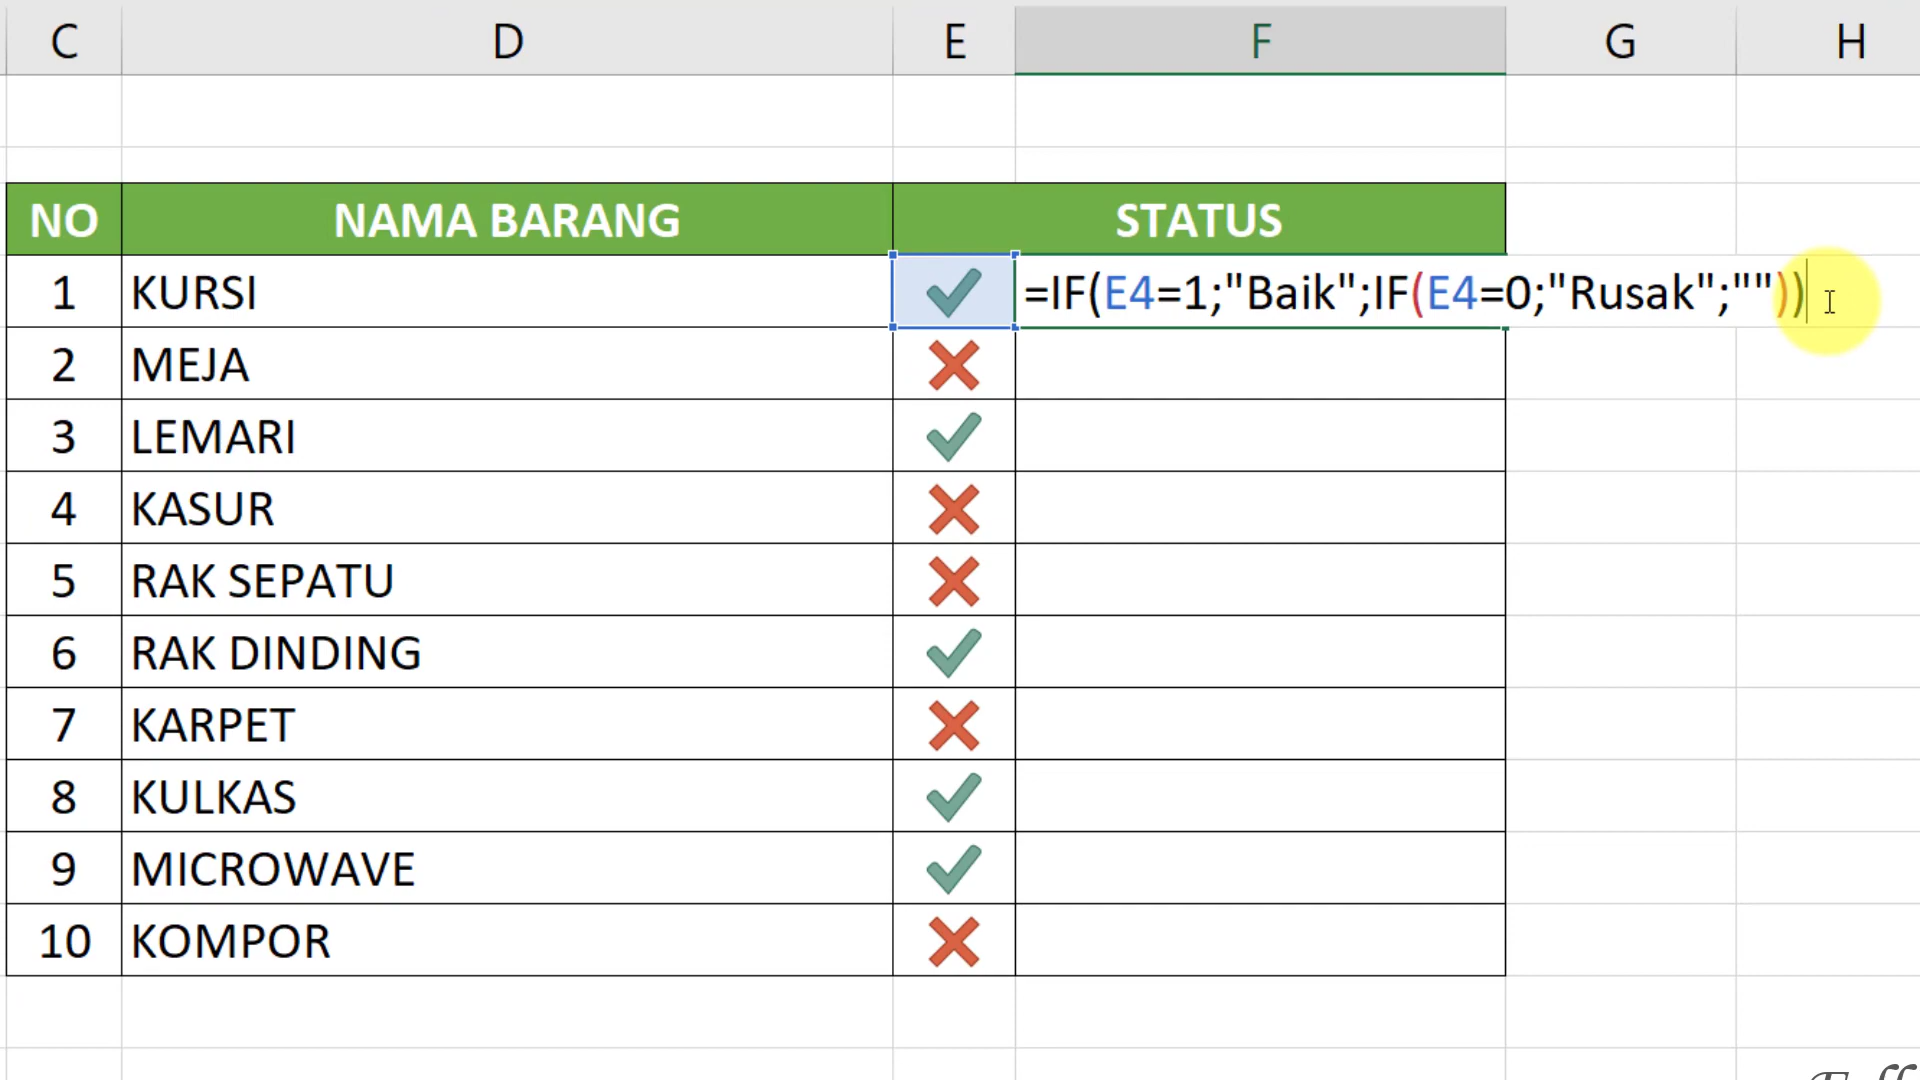 C D E F G H
NO NAMA BARANG STATUS
1 KURSI =IF(E4=1;"Baik";IF(E4=0;"Rusak";""))
2 MEJA
3 LEMARI
4 KASUR
5 RAK SEPATU
6 RAK DINDING
7 KARPET
8 KULKAS
9 MICROWAVE
10 KOMPOR